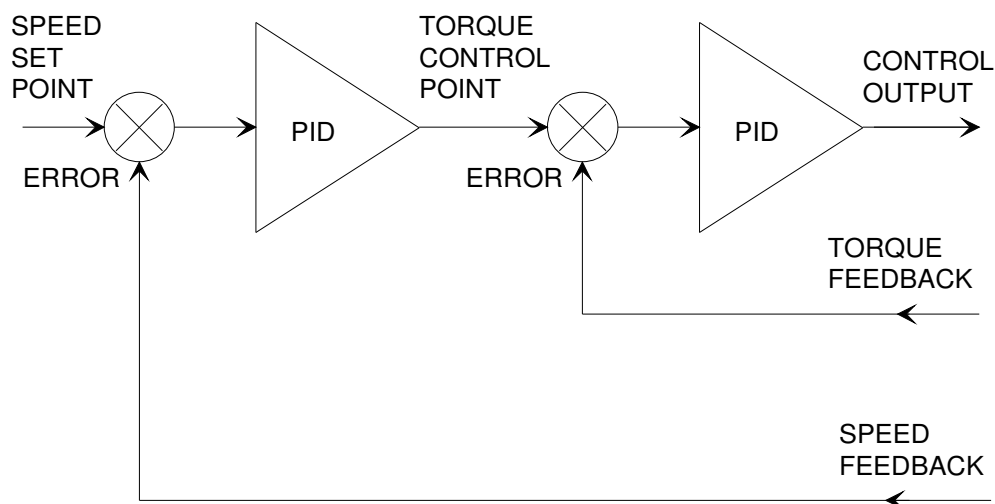 SPEED
SET
POINT
ERROR
PID
TORQUE
CONTROL
POINT
ERROR
PID
CONTROL
OUTPUT
TORQUE
FEEDBACK
SPEED
FEEDBACK